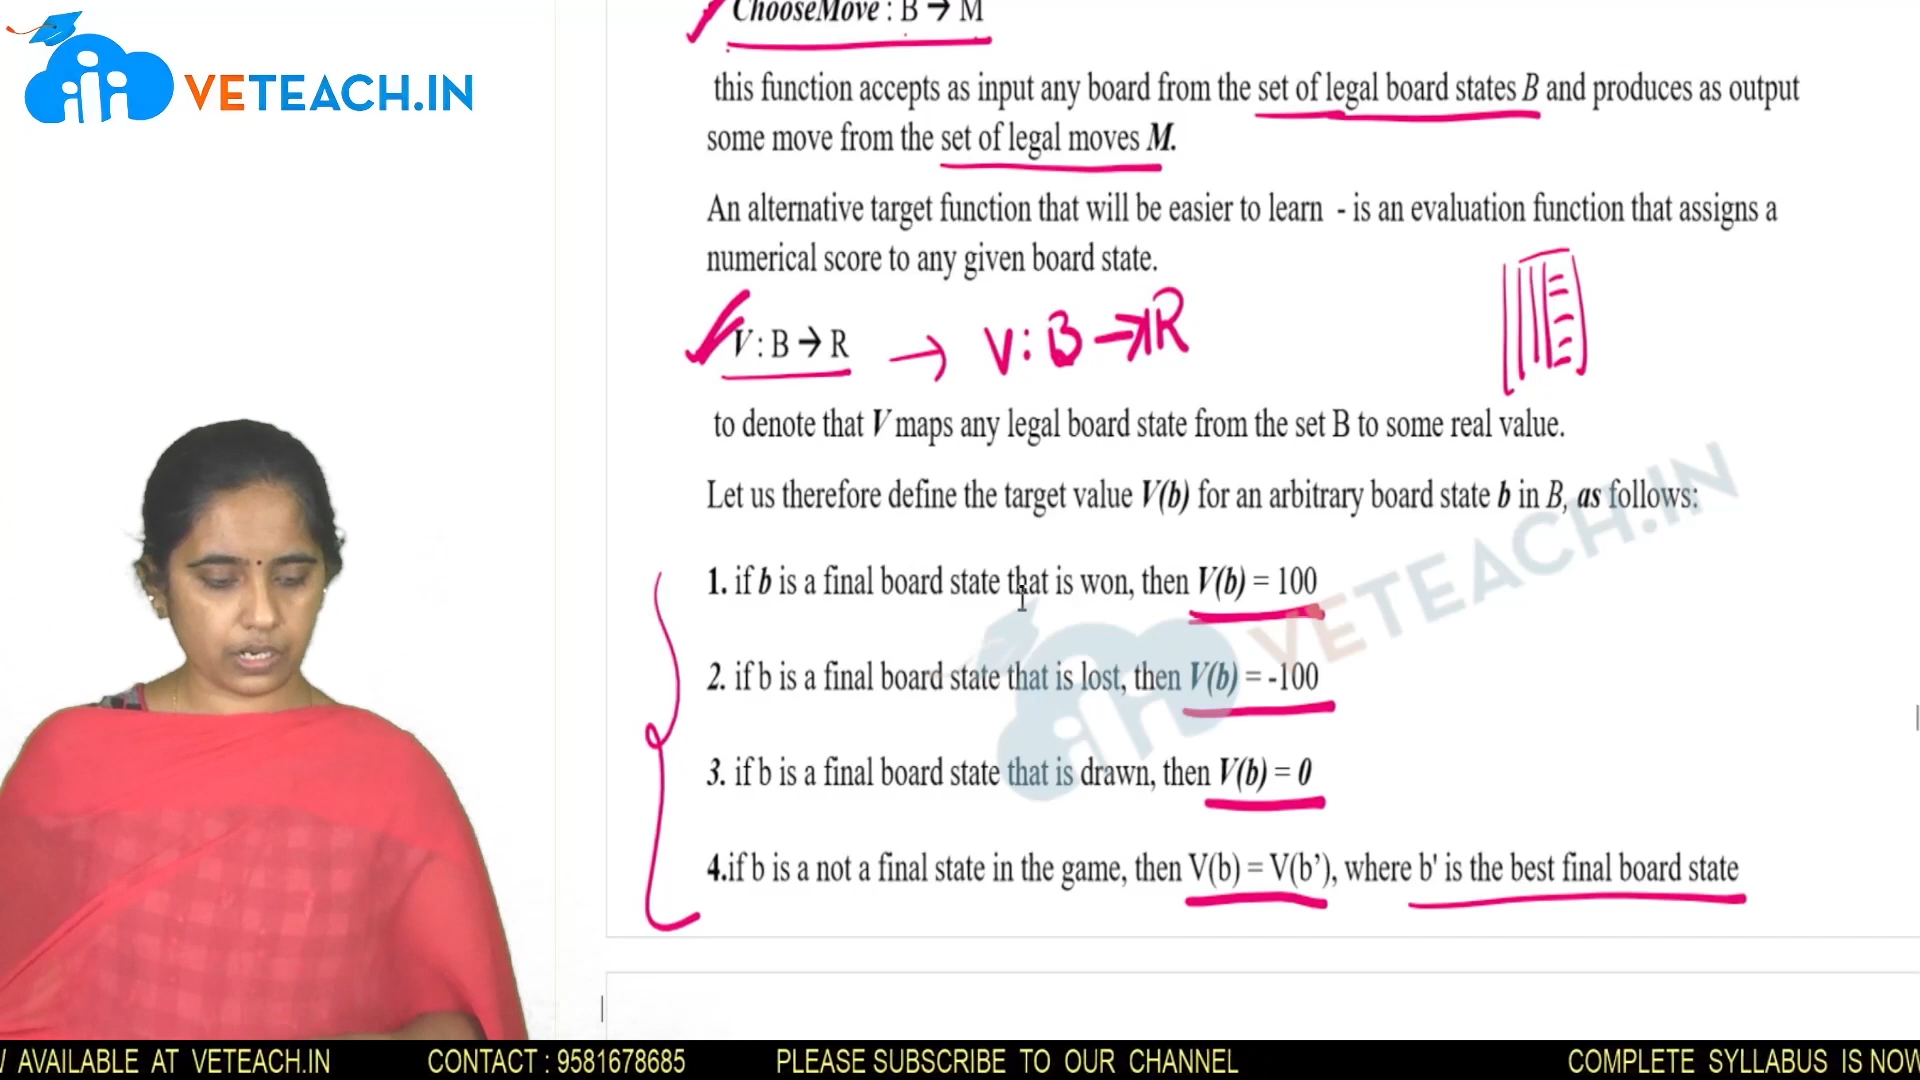 ChooseMove : B → M
VETEACH.IN
this function accepts as input any board from the set of legal board states B and produces as output
some move from the set of legal moves M.
An alternative target function that will be easier to learn - is an evaluation function that assigns a
numerical score to any given board state.
V : B → R → V : B → R
to denote that V maps any legal board state from the set B to some real value.
Let us therefore define the target value V(b) for an arbitrary board state b in B, as follows:
1. if b is a final board state that is won, then V(b) = 100
2. if b is a final board state that is lost, then V(b) = -100
3. if b is a final board state that is drawn, then V(b) = 0
4.if b is a not a final state in the game, then V(b) = V(b’), where b' is the best final board state
VETEACH.IN
AVAILABLE AT VETEACH.IN CONTACT : 9581678685 PLEASE SUBSCRIBE TO OUR CHANNEL COMPLETE SYLLABUS IS NOW